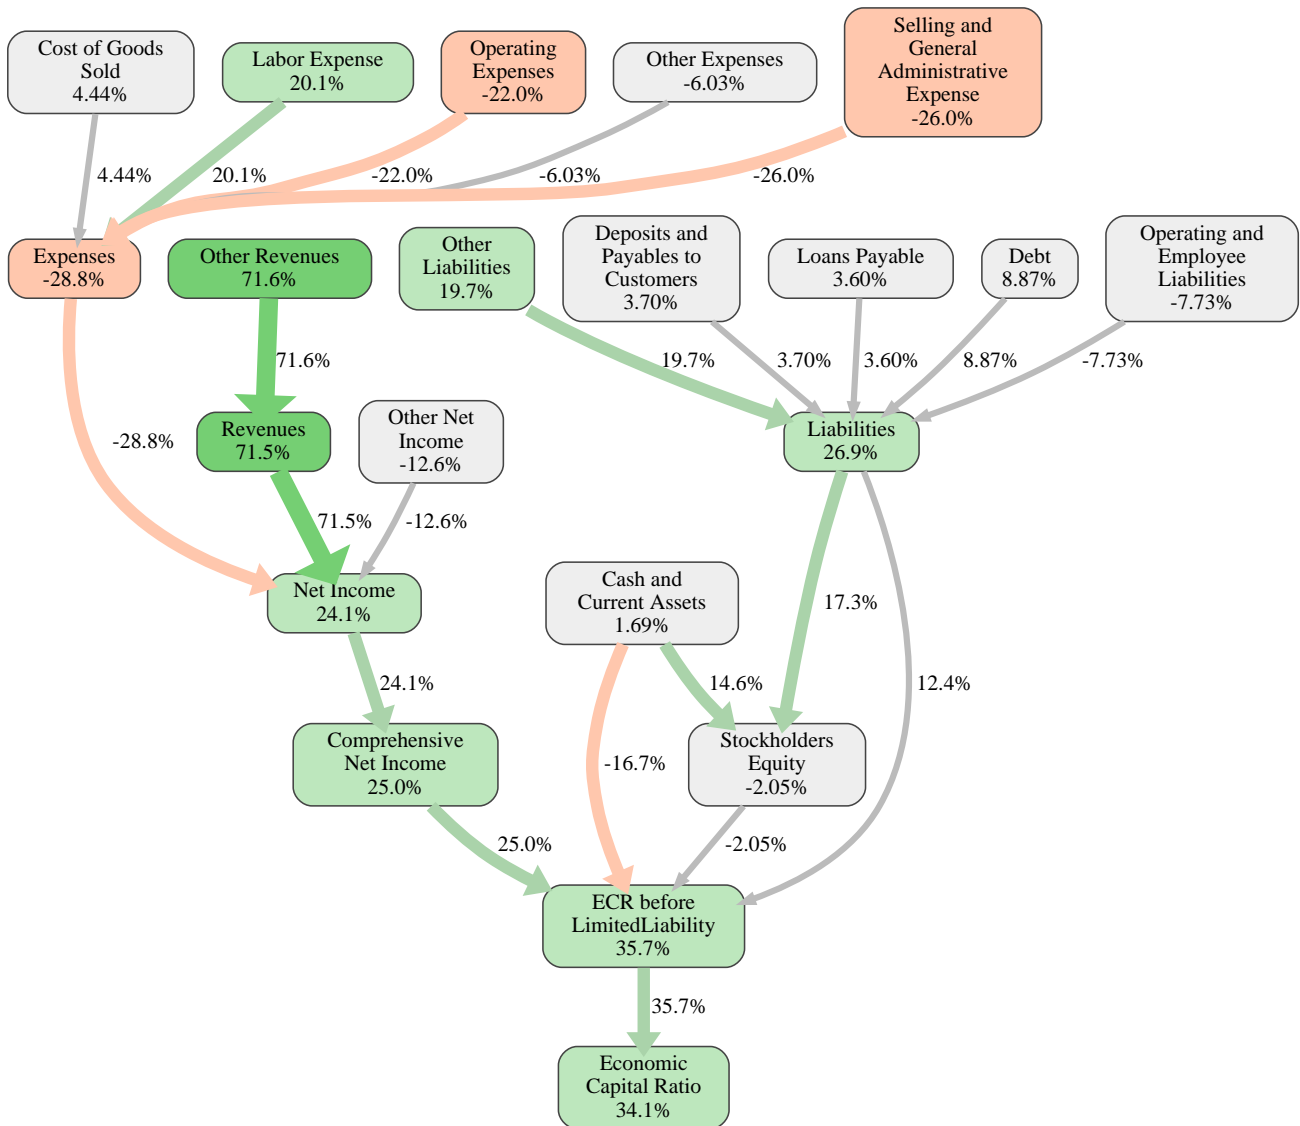 Cost of Goods
Sold
4.44%
Labor Expense
20.1%
Operating
Expenses
-22.0%
Other Expenses
-6.03%
Selling and
General
Administrative
Expense
-26.0%
4.44%
20.1%
-22.0%
-6.03%
-26.0%
Expenses
-28.8%
Other Revenues
71.6%
Other
Liabilities
19.7%
Deposits and
Payables to
Customers
3.70%
Loans Payable
3.60%
Debt
8.87%
Operating and
Employee
Liabilities
-7.73%
71.6%
19.7%
3.70%
3.60%
8.87%
-7.73%
-28.8%
Revenues
71.5%
Other Net
Income
-12.6%
Liabilities
26.9%
71.5%
-12.6%
Net Income
24.1%
Cash and
Current Assets
1.69%
17.3%
24.1%
14.6%
12.4%
Comprehensive
Net Income
25.0%
-16.7%
Stockholders
Equity
-2.05%
25.0%
-2.05%
ECR before
LimitedLiability
35.7%
35.7%
Economic
Capital Ratio
34.1%